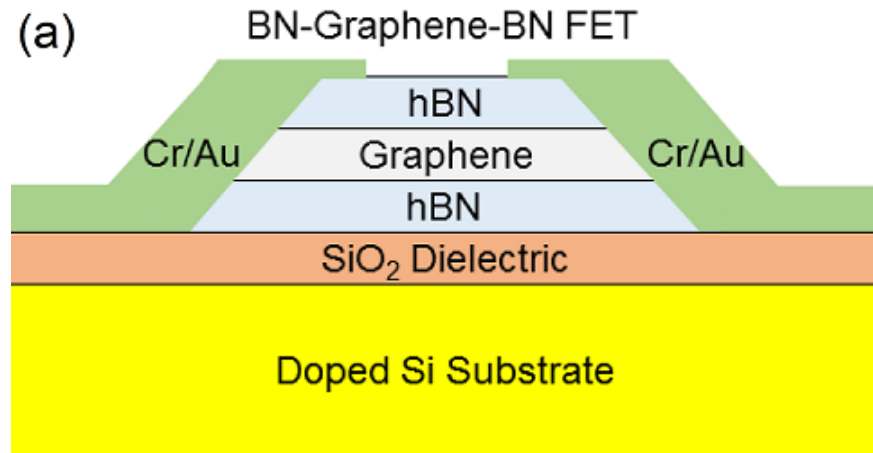 (a)
BN-Graphene-BN FET
hBN
Cr/Au
Graphene
Cr/Au
hBN
SiO₂ Dielectric
Doped Si Substrate